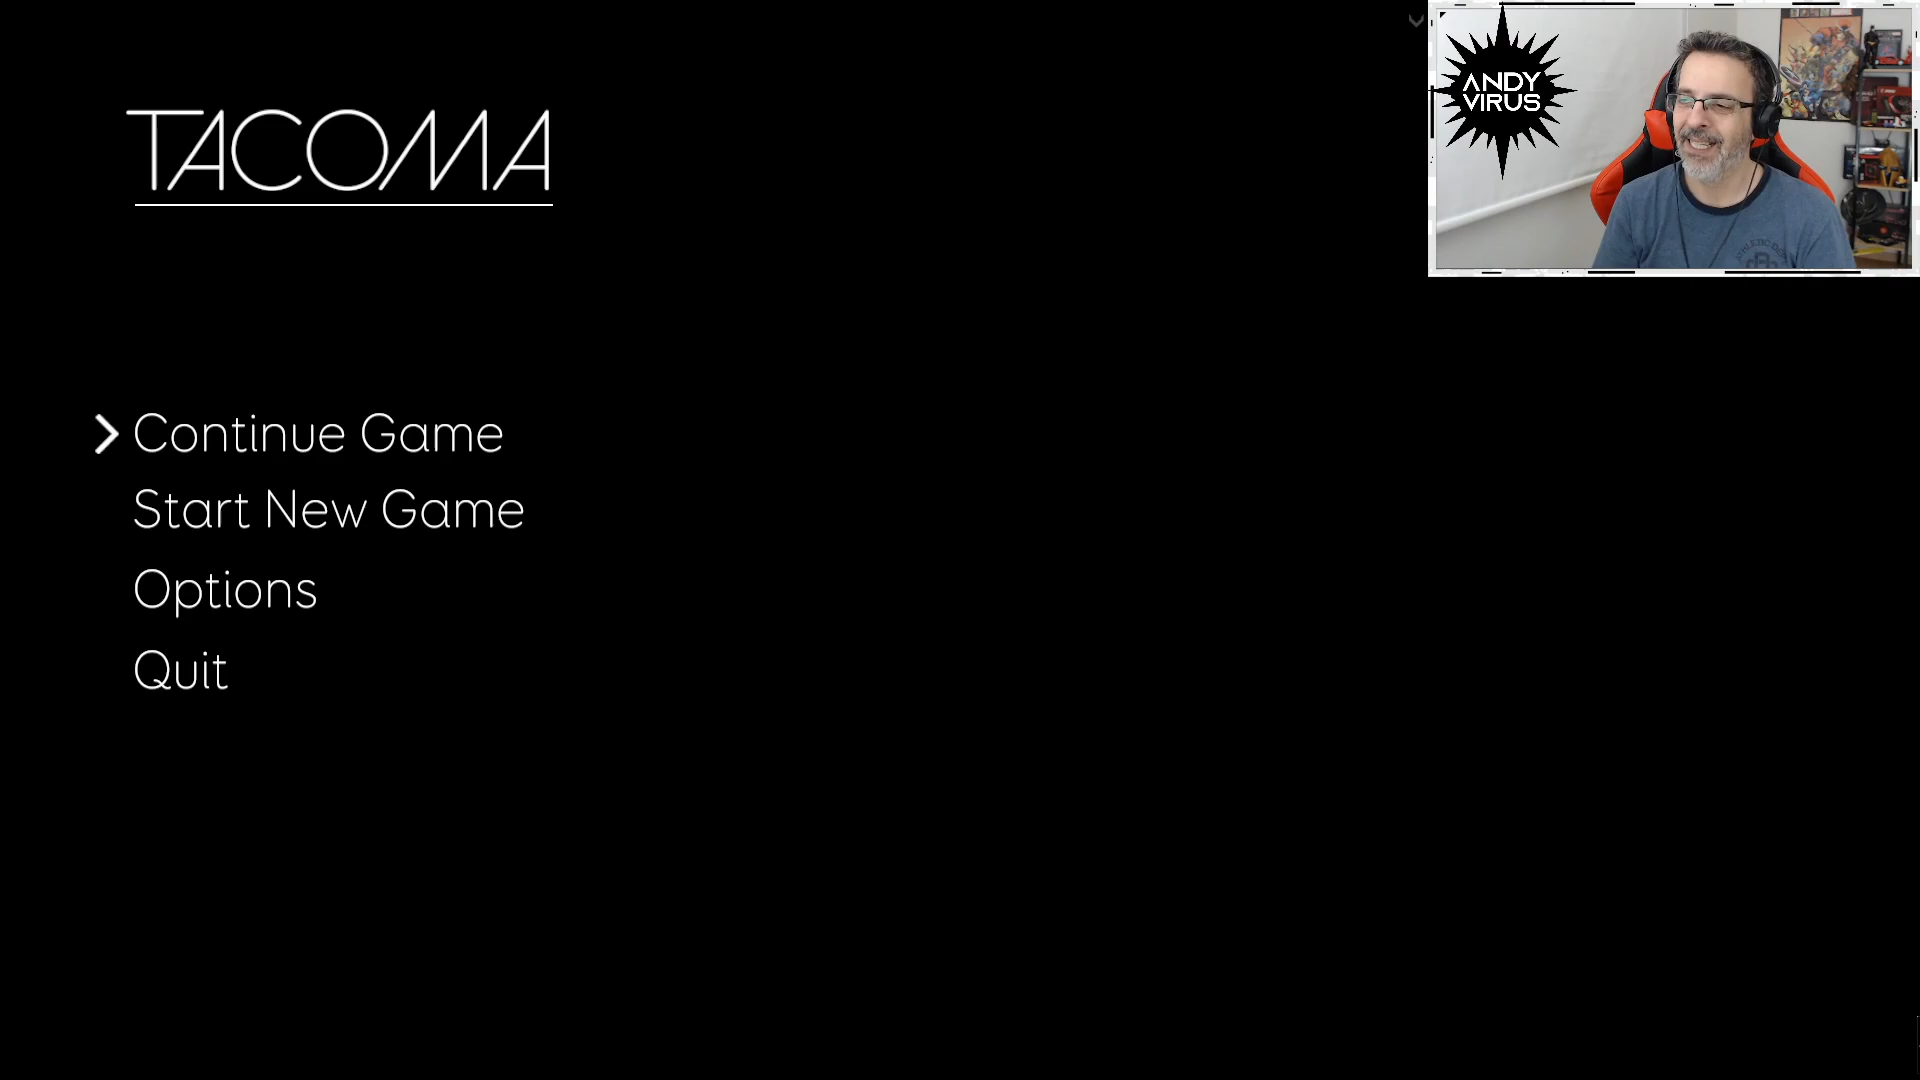 TACOMA
Continue Game
Start New Game
Options
Quit
ANDY
VIRUS